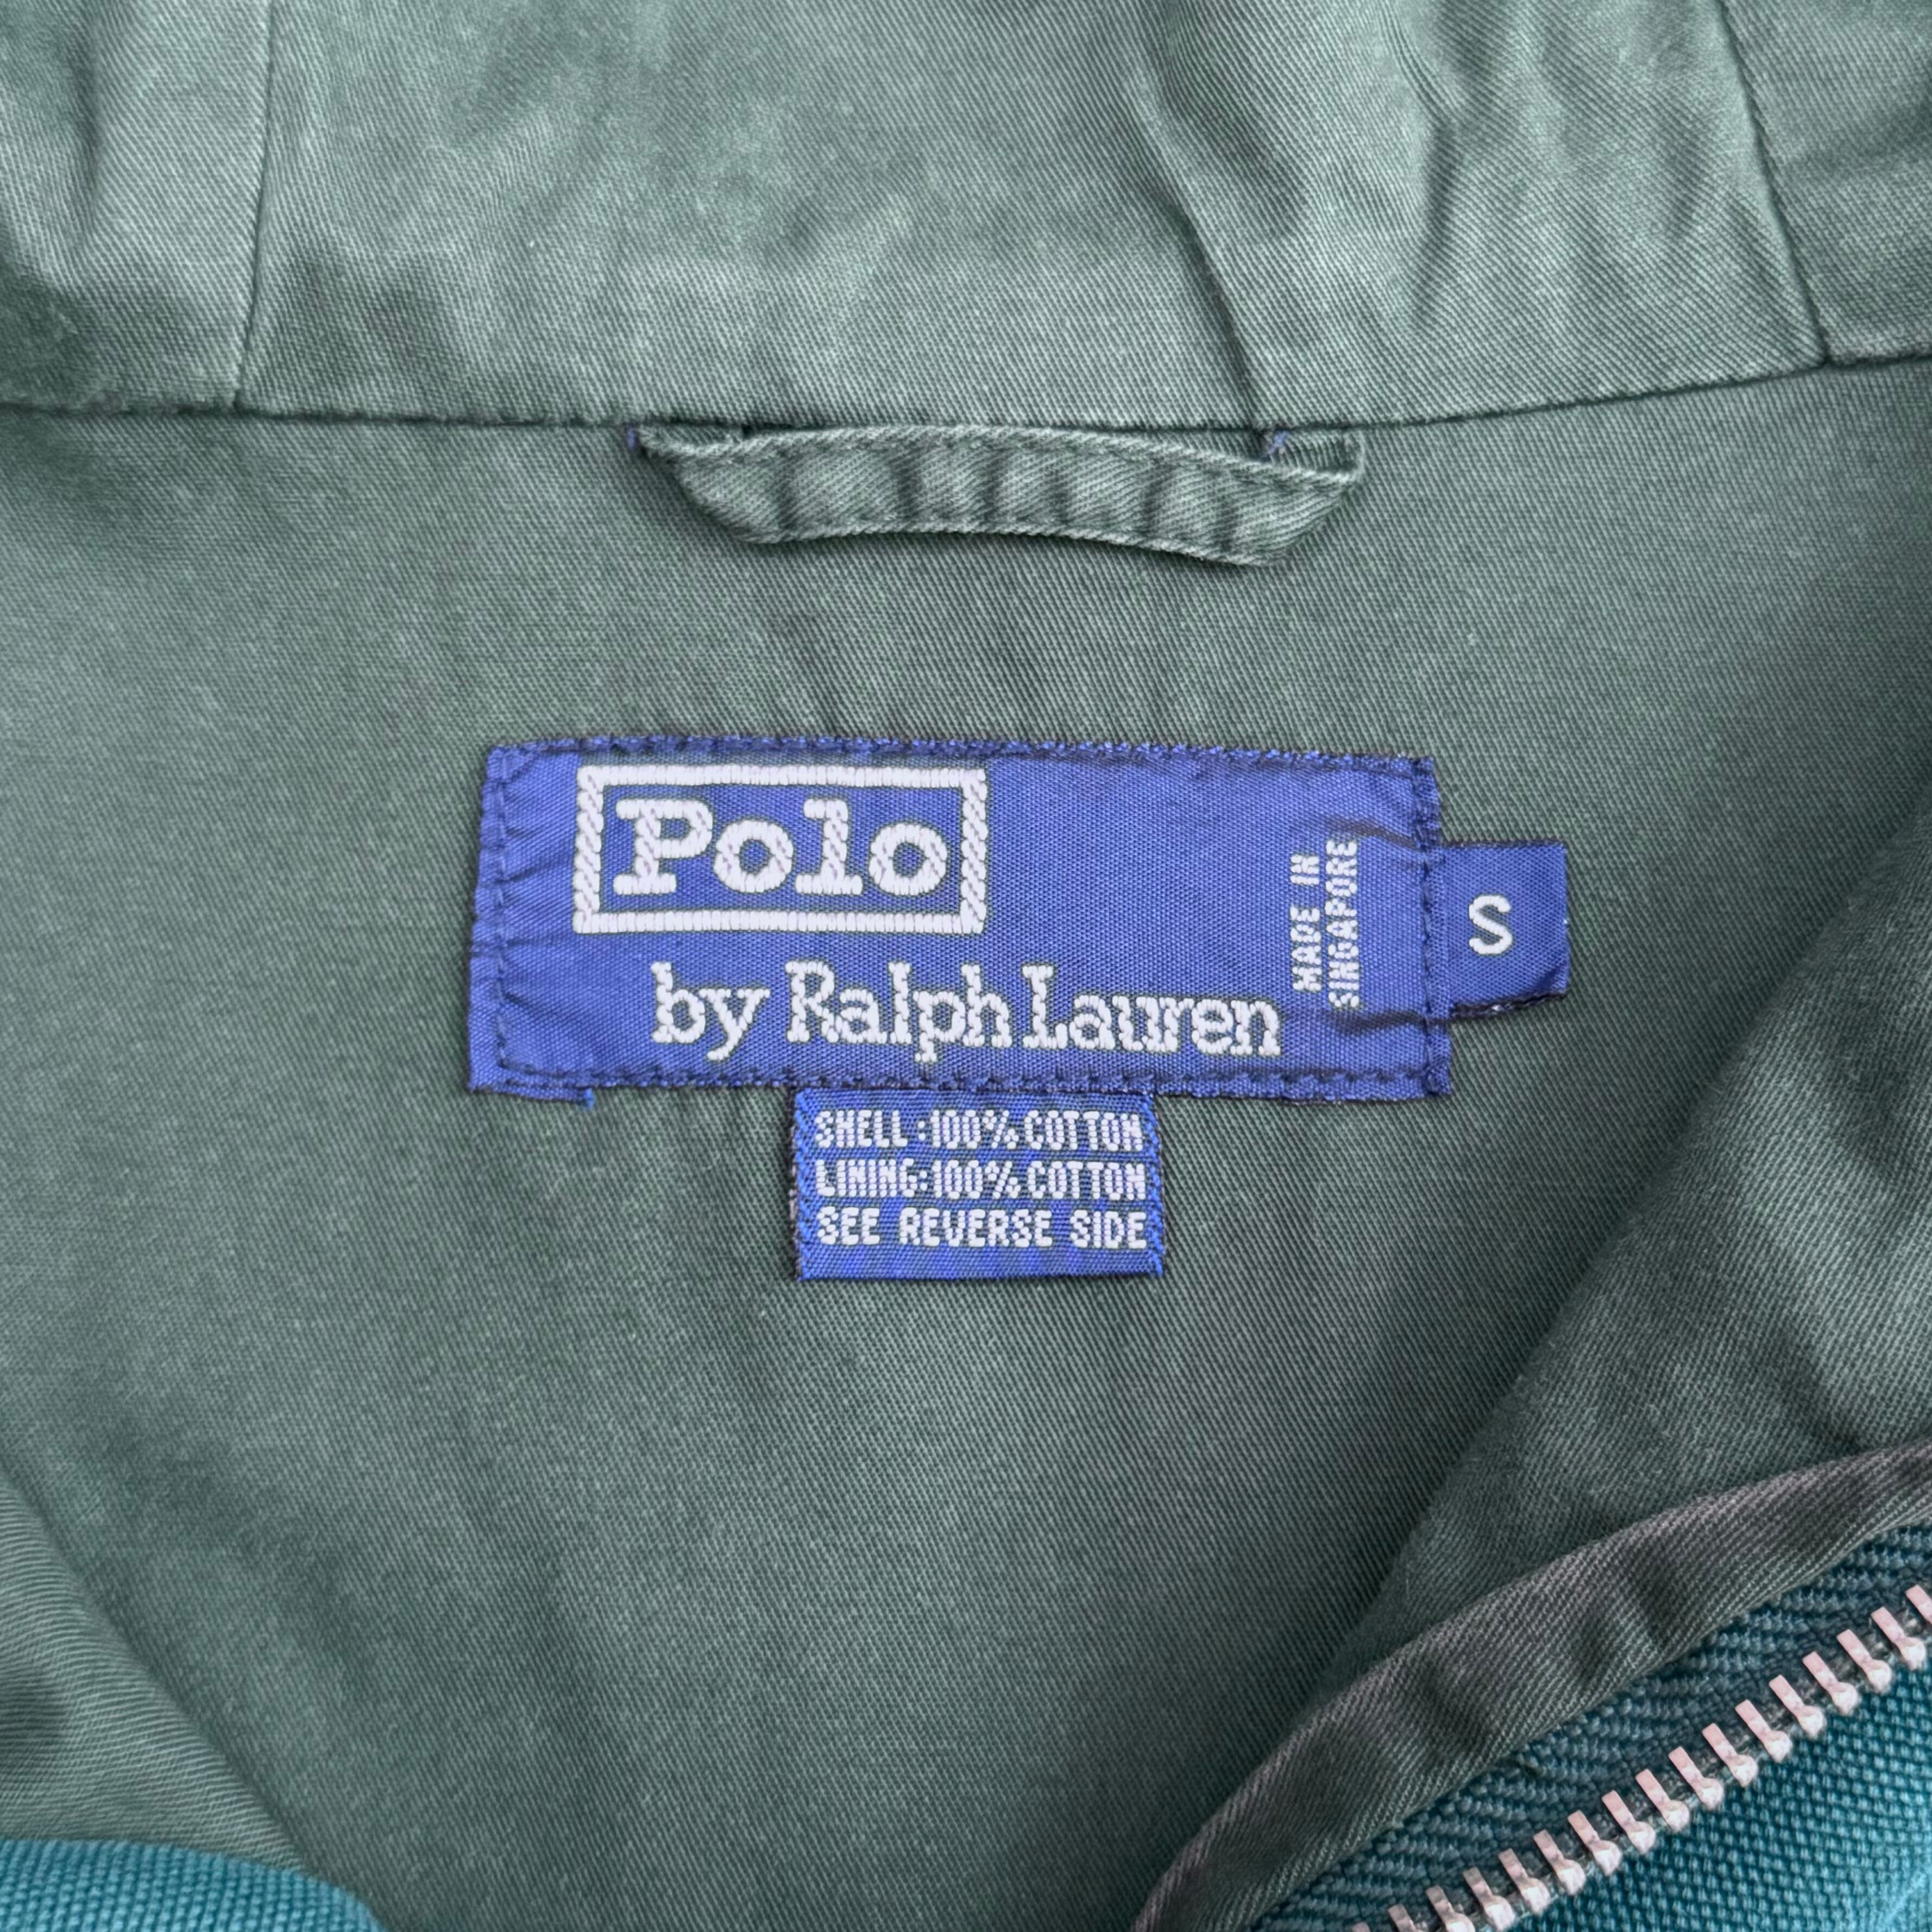 Polo
by Ralph Lauren
MADE IN
SINGAPORE
S
SHELL:100% COTTON
LINING:100% COTTON
SEE REVERSE SIDE